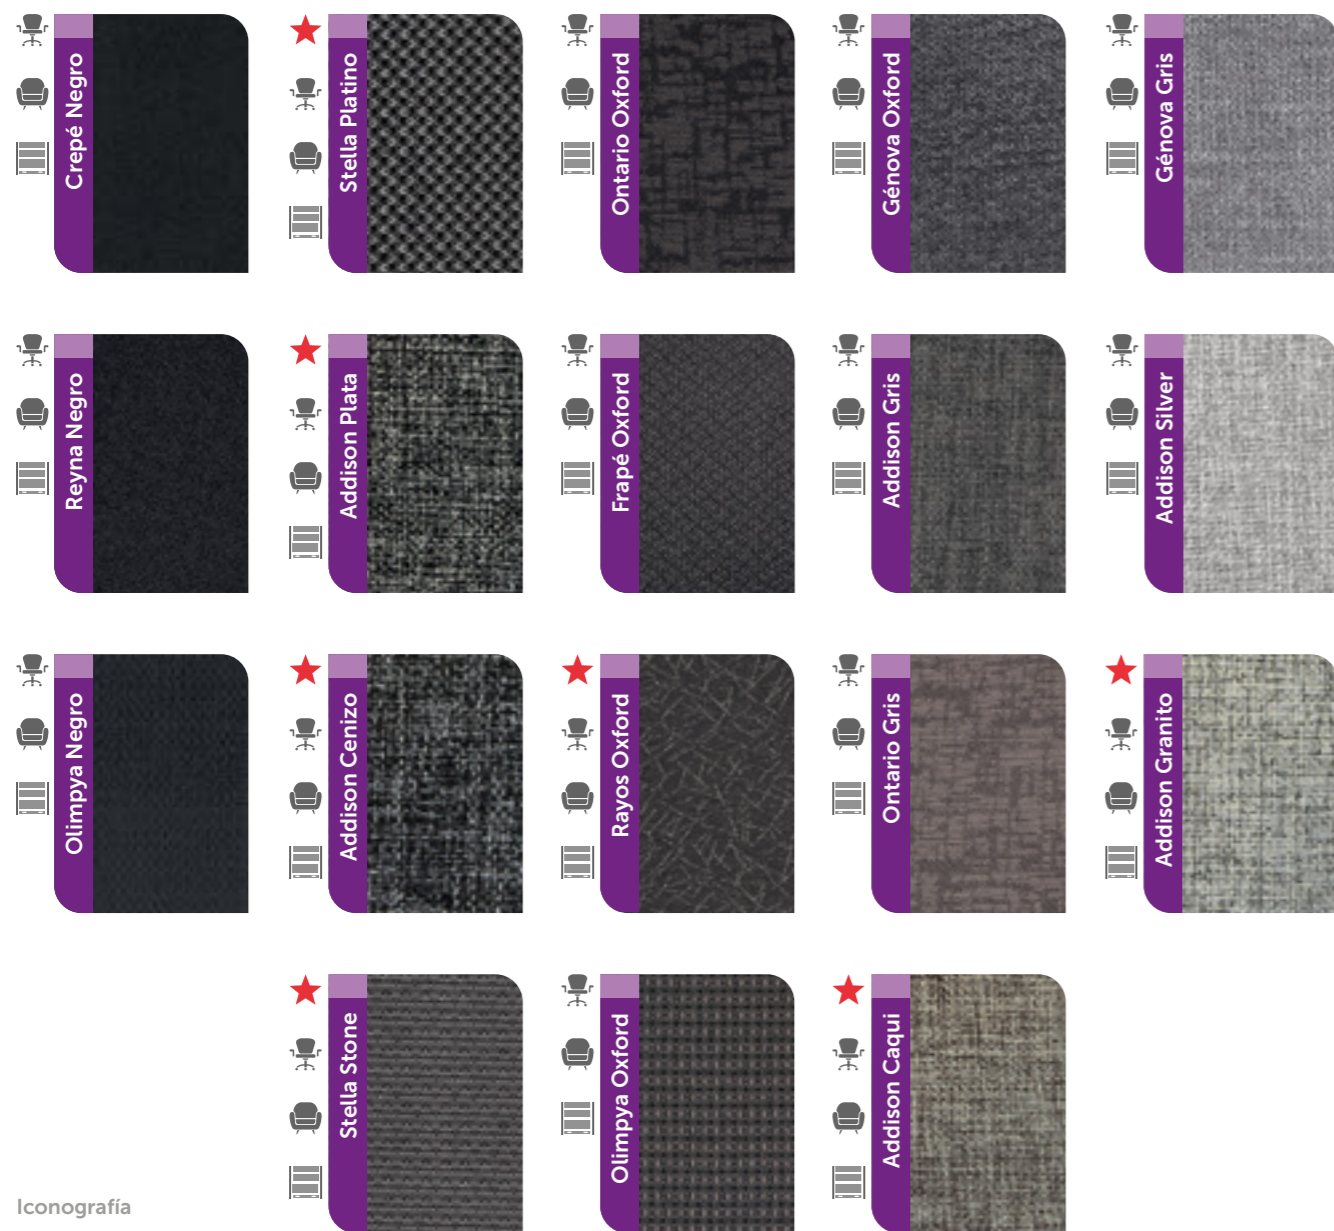 Crepé Negro
Stella Platino
Ontario Oxford
Génova Oxford
Génova Gris
Reyna Negro
Addison Plata
Frapé Oxford
Addison Gris
Addison Silver
Olimpya Negro
Addison Cenizo
Rayos Oxford
Ontario Gris
Addison Granito
Stella Stone
Olimpya Oxford
Addison Caqui
Iconografía